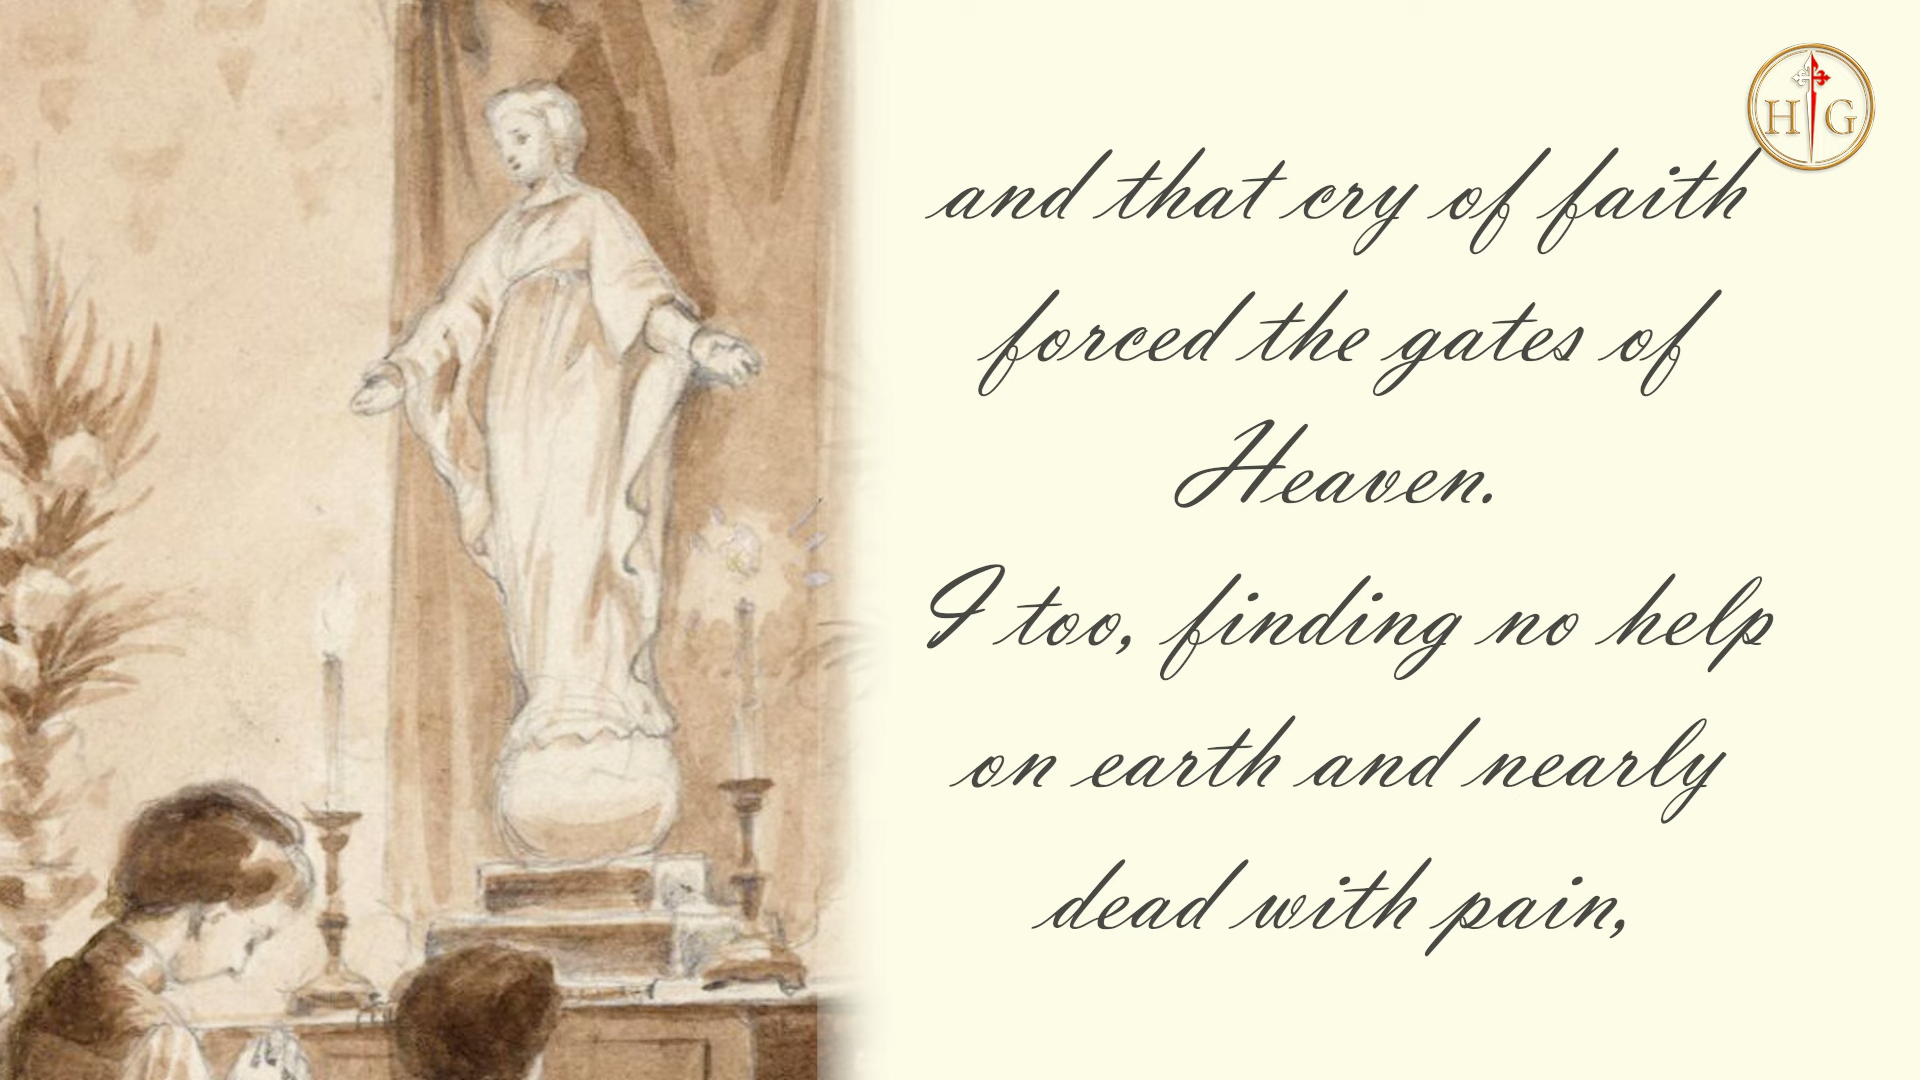 H G
and that cry of faith
forced the gates of
Heaven.
I too, finding no help
on earth and nearly
dead with pain,